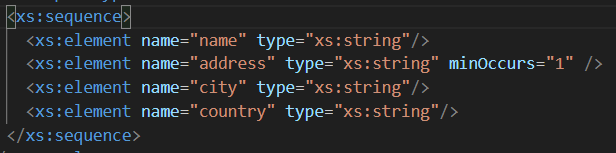 <xs:sequence>
<xs:element name="name" type="xs:string"/>
<xs:element name="address" type="xs:string" minOccurs="1" />
<xs:element name="city" type="xs:string"/>
<xs:element name="country" type="xs:string"/>
</xs:sequence>